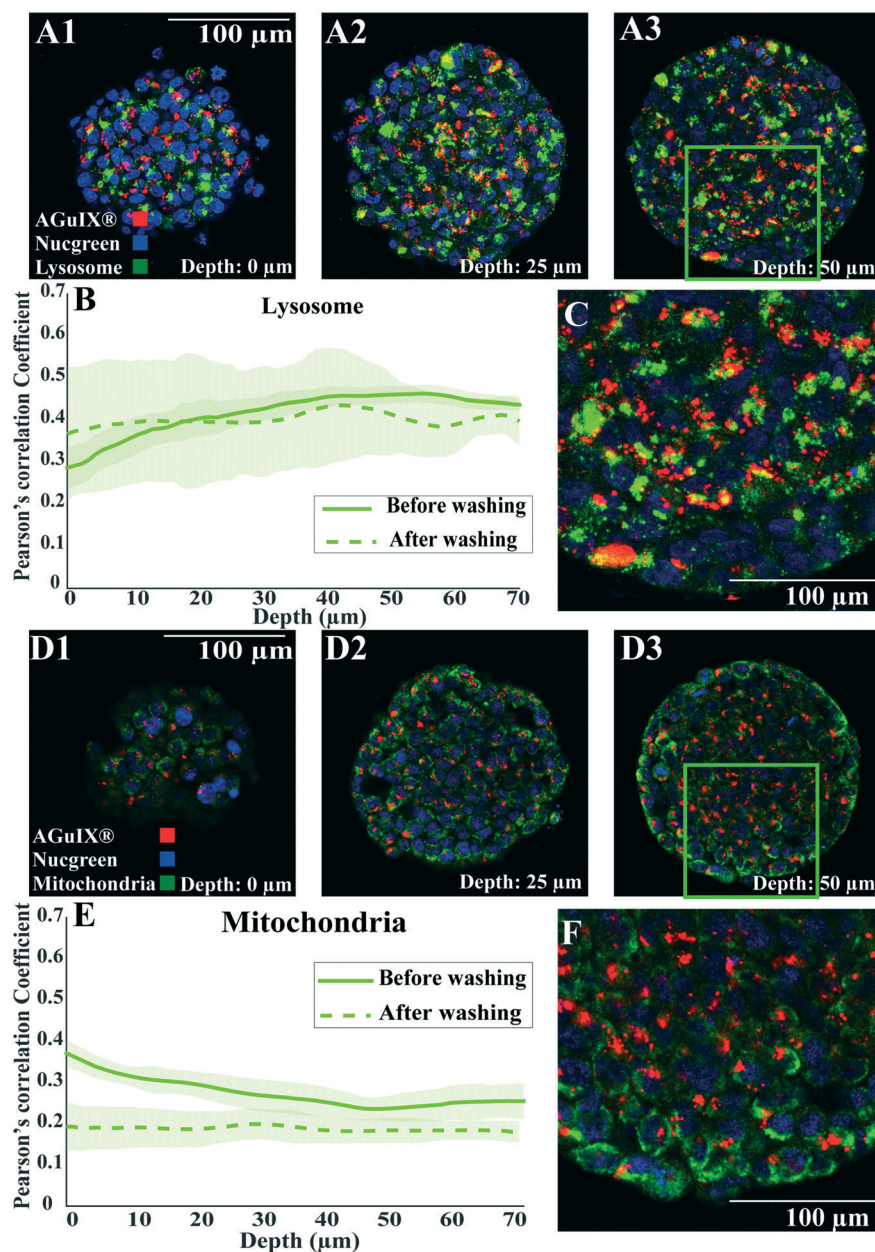 A1
100 µm
AGuIX®
Nucgreen
Lysosome
Depth: 0 µm
A2
Depth: 25 µm
A3
Depth: 50 µm
B
Lysosome
Pearson's correlation Coefficient
0.7
0.6
0.5
0.4
0.3
0.2
0.1
0
Before washing
After washing
0 10 20 30 40 50 60 70
Depth (µm)
C
100 µm
D1
100 µm
AGuIX®
Nucgreen
Mitochondria
Depth: 0 µm
D2
Depth: 25 µm
D3
Depth: 50 µm
E
Mitochondria
Pearson's correlation Coefficient
0.7
0.6
0.5
0.4
0.3
0.2
0.1
0
Before washing
After washing
0 10 20 30 40 50 60 70
Depth (µm)
F
100 µm